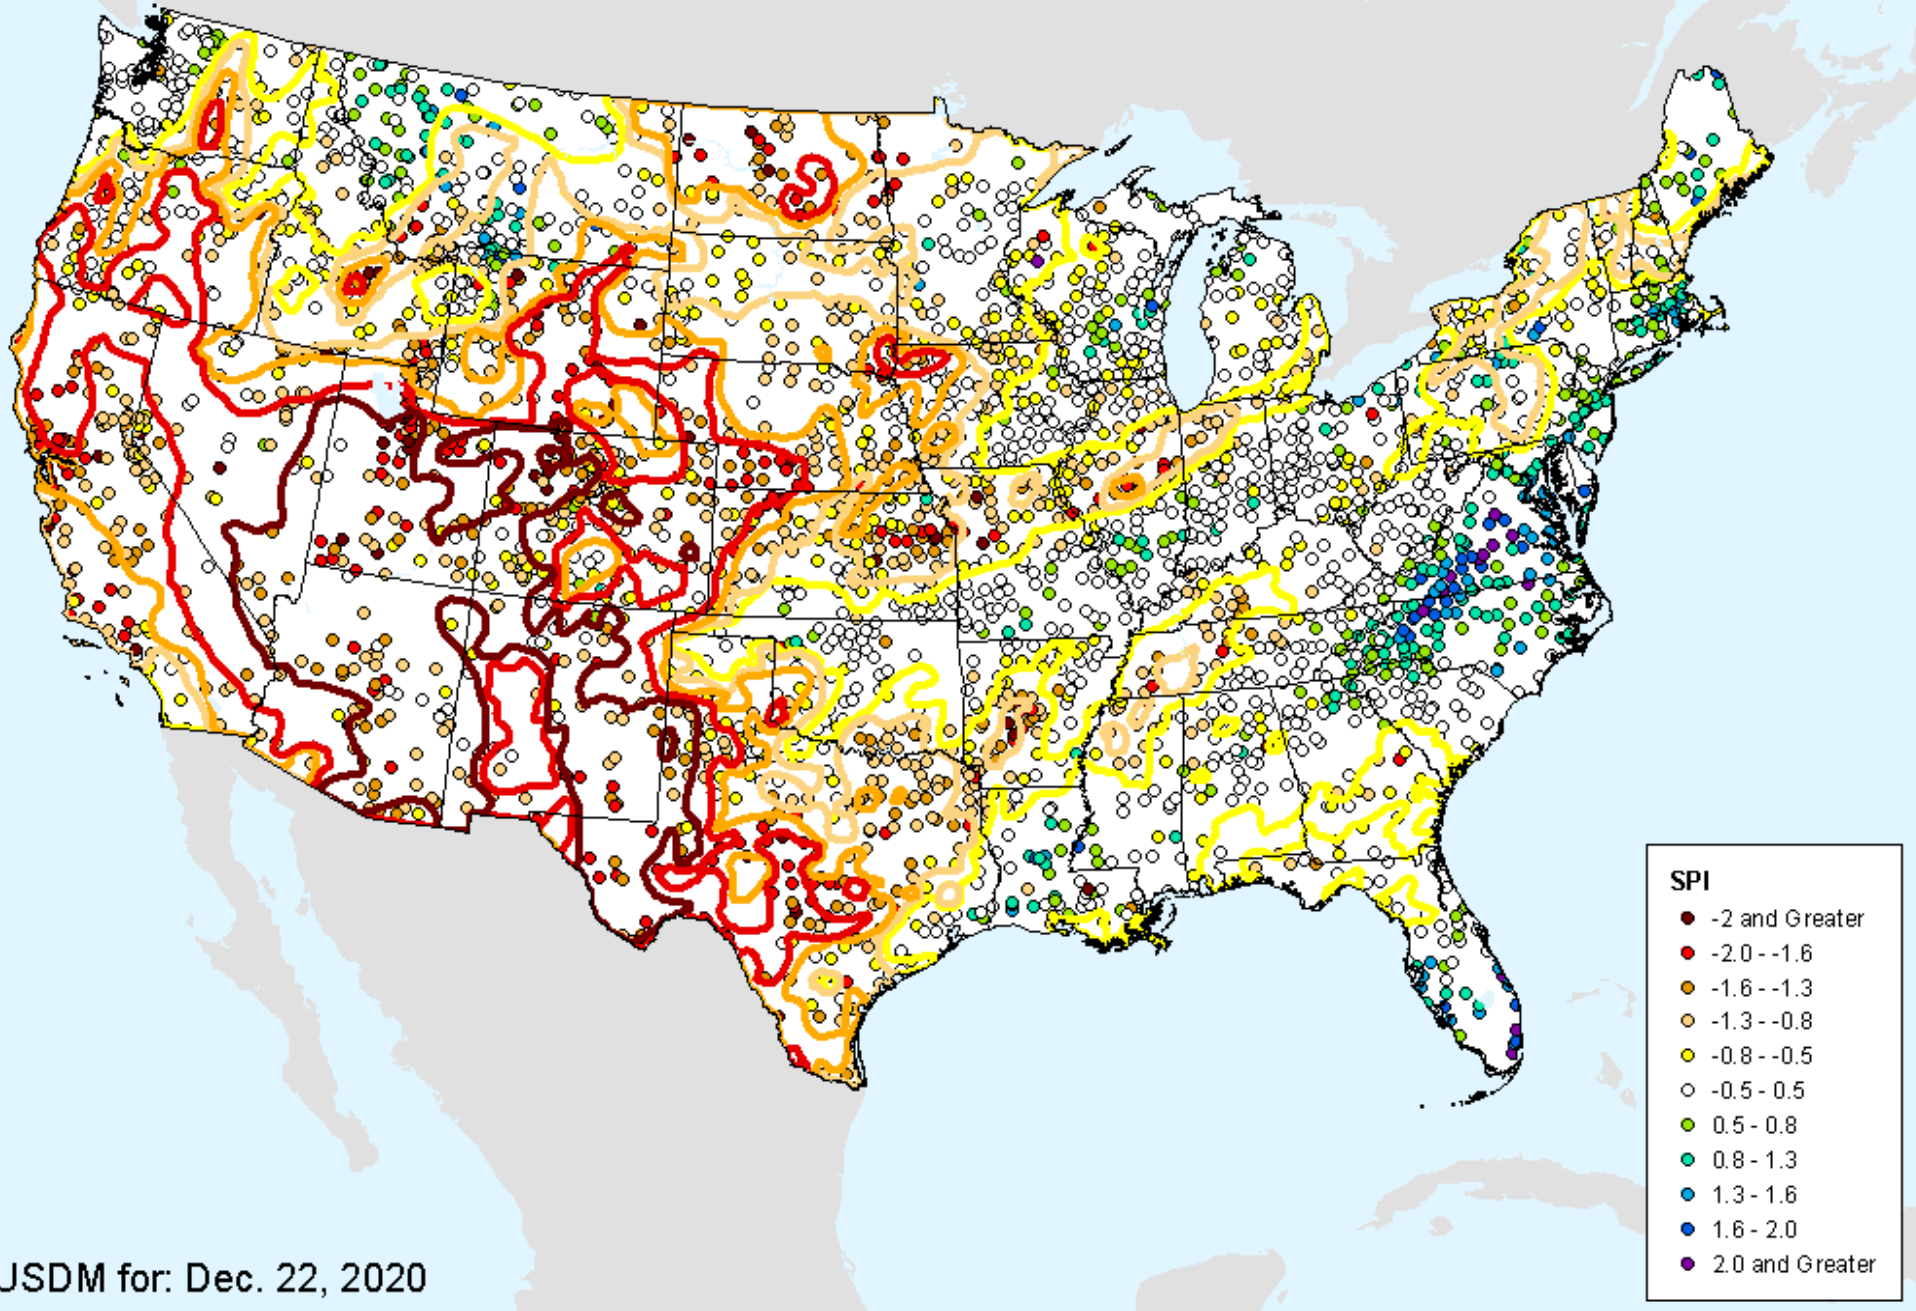 SPI
-2 and Greater
-2.0 - -1.6
-1.6 - -1.3
-1.3 - -0.8
-0.8 - -0.5
-0.5 - 0.5
0.5 - 0.8
0.8 - 1.3
1.3 - 1.6
1.6 - 2.0
2.0 and Greater
USDM for: Dec. 22, 2020